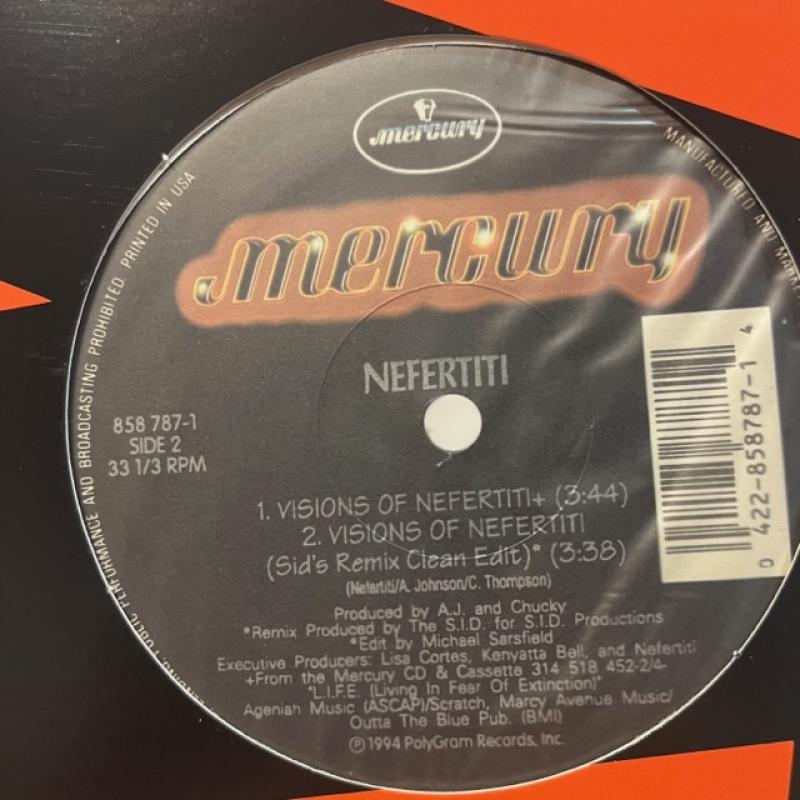 mercury
mercury
NEFERTITI
858 787-1
SIDE 2
33 1/3 RPM
1. VISIONS OF NEFERTITI+ (3:44)
2. VISIONS OF NEFERTITI
(Sid's Remix Clean Edit)* (3:38)
(Nefertiti/A. Johnson/C. Thompson)
Produced by A.J. and Chucky
*Remix Produced by The S.I.D. for S.I.D. Productions
*Edit by Michael Sarsfield
Executive Producers: Lisa Cortes, Kenyatta Bell, and Nefertiti
+From the Mercury CD & Cassette 314 518 452-2/4-
"L.I.F.E. (Living In Fear Of Extinction)"
Ageniah Music (ASCAP)/Scratch, Marcy Avenue Music/
Outta The Blue Pub. (BMI)
℗ 1994 PolyGram Records, Inc.
PUBLIC PERFORMANCE AND BROADCASTING PROHIBITED. PRINTED IN USA.
MANUFACTURED AND
0 422-858787-1 4